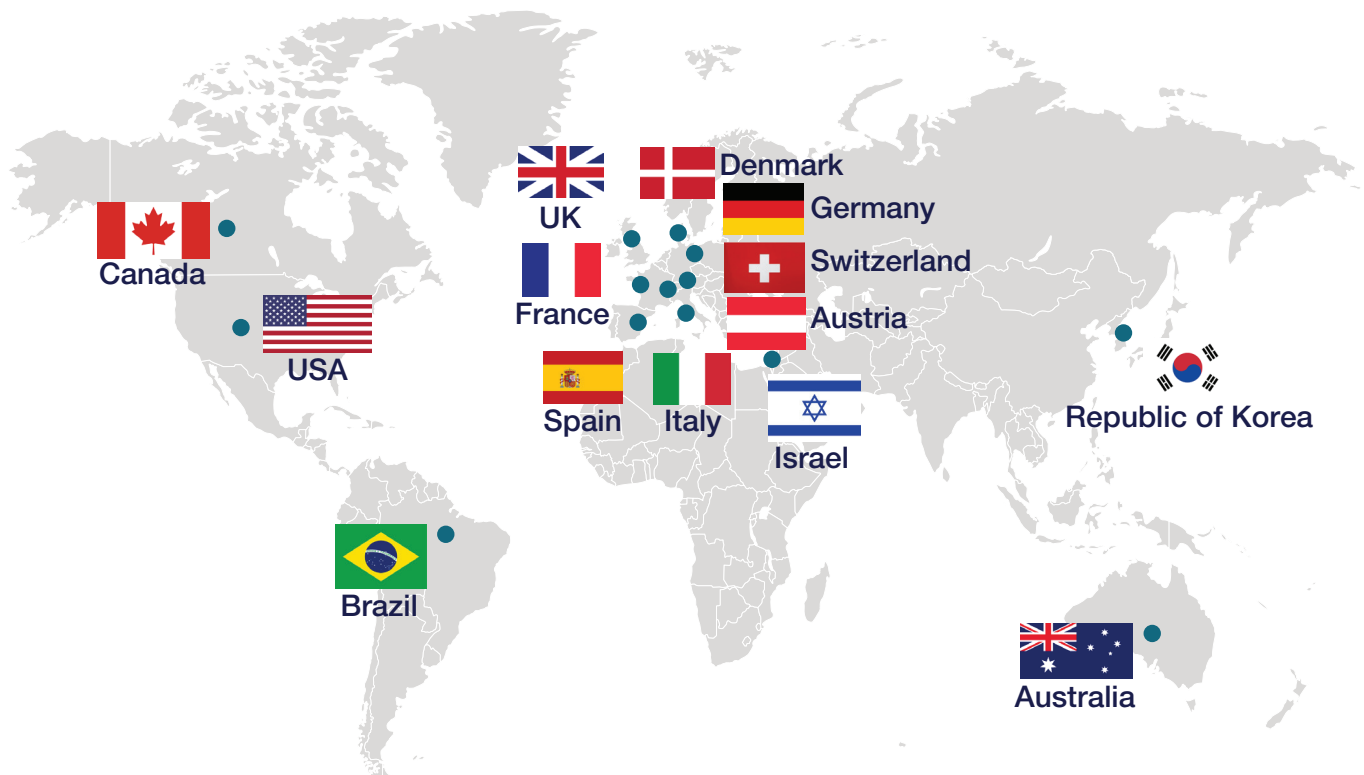 Denmark
UK
Germany
Canada
Switzerland
France
Austria
USA
Spain
Italy
Republic of Korea
Israel
Brazil
Australia